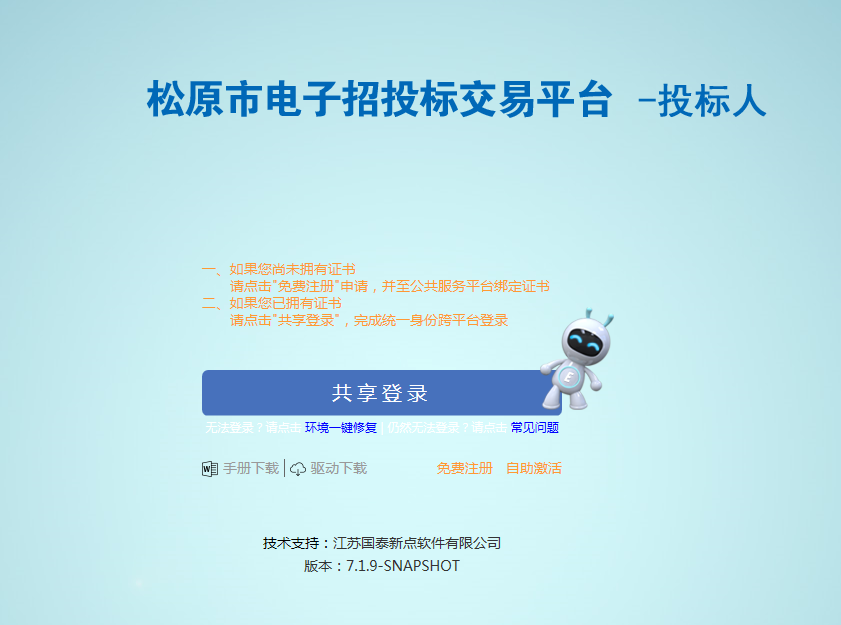 松原市电子招投标交易平台 -投标人
一、如果您尚未拥有证书
请点击"免费注册"申请，并至公共服务平台绑定证书
二、如果您已拥有证书
请点击"共享登录"，完成统一身份跨平台登录
共享登录
E
无法登录？请点击 环境一键修复 | 仍然无法登录？请点击 常见问题
手册下载 | 驱动下载 免费注册 自助激活
技术支持：江苏国泰新点软件有限公司
版本：7.1.9-SNAPSHOT